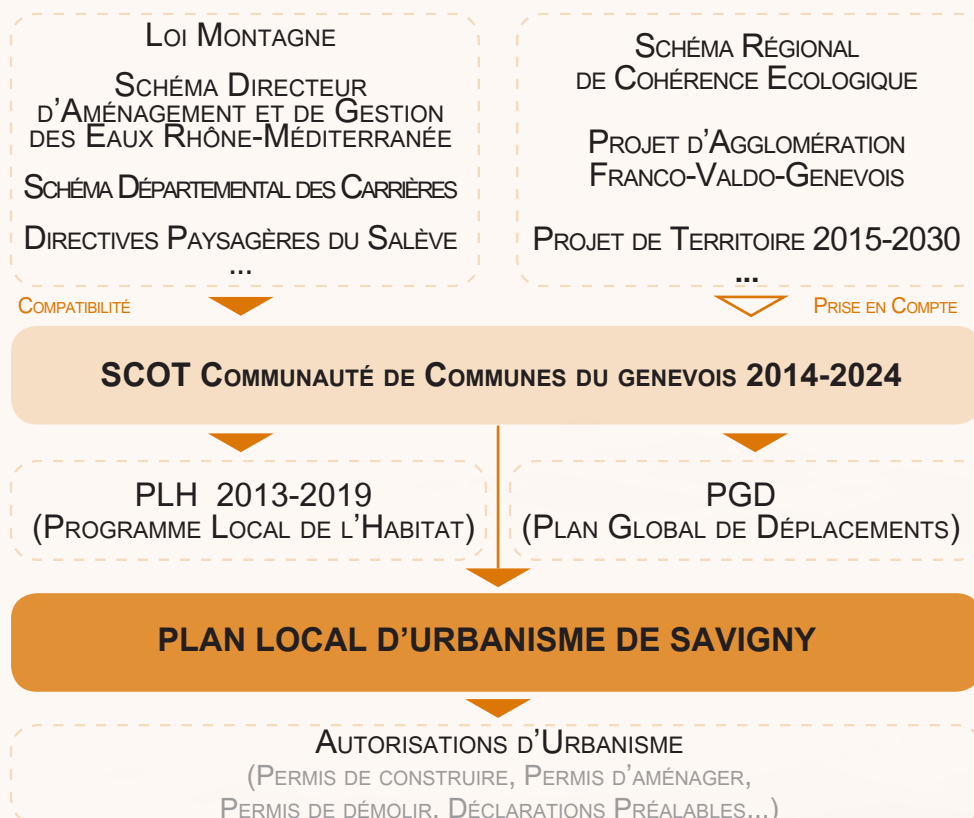 Loi Montagne
Schéma Directeur
d'Aménagement et de Gestion
des Eaux Rhône-Méditerranée
Schéma Départemental des Carrières
Directives Paysagères du Salève
...
Schéma Régional
de Cohérence Ecologique
Projet d'Agglomération
Franco-Valdo-Genevois
Projet de Territoire 2015-2030
...
Compatibilité
Prise en Compte
SCOT Communauté de Communes du genevois 2014-2024
PLH 2013-2019
(Programme Local de l'Habitat)
PGD
(Plan Global de Déplacements)
PLAN LOCAL D'URBANISME DE SAVIGNY
Autorisations d'Urbanisme
(Permis de construire, Permis d'aménager,
Permis de démolir, Déclarations Préalables...)